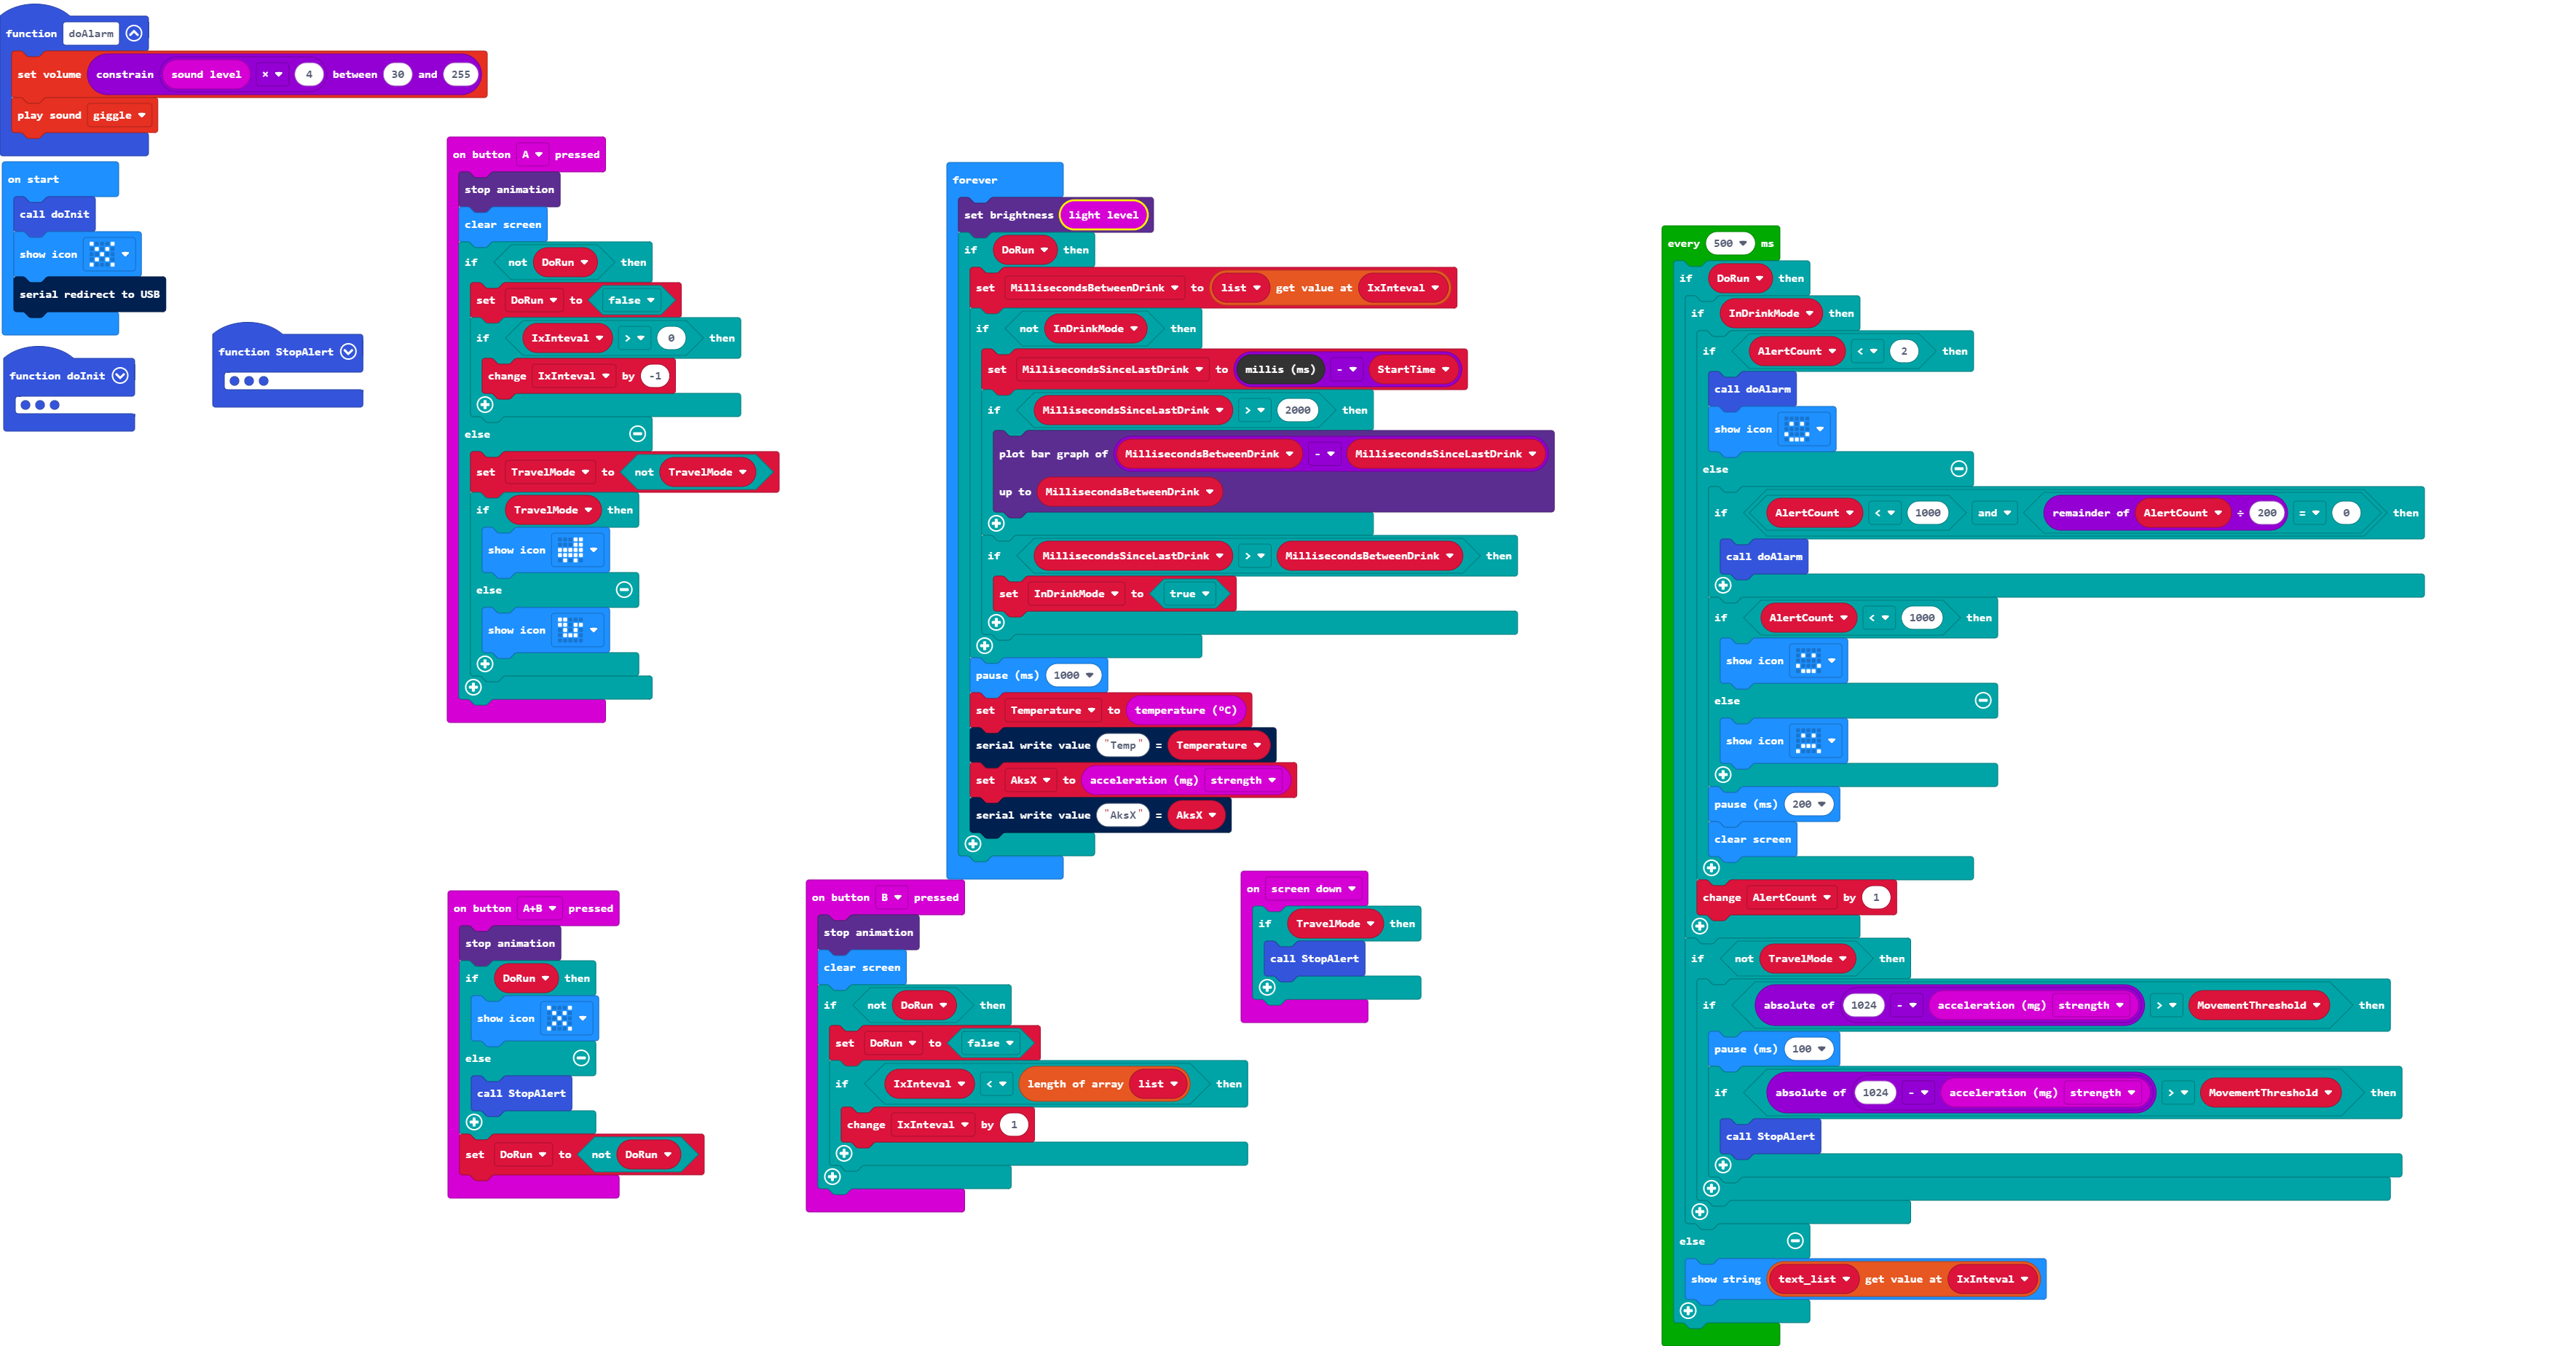 function doAlarm
set volume constrain sound level × 4 between 30 and 255
play sound giggle
on start
call doInit
show icon
serial redirect to USB
function doInit
function StopAlert
on button A pressed
stop animation
clear screen
if not DoRun then
set DoRun to false
if IxInteval > 0 then
change IxInteval by -1
else
set TravelMode to not TravelMode
if TravelMode then
show icon
else
show icon
on button A+B pressed
stop animation
if DoRun then
show icon
else
call StopAlert
set DoRun to not DoRun
on button B pressed
stop animation
clear screen
if not DoRun then
set DoRun to false
if IxInteval < length of array list then
change IxInteval by 1
forever
set brightness light level
if DoRun then
set MillisecondsBetweenDrink to list get value at IxInteval
if not InDrinkMode then
set MillisecondsSinceLastDrink to millis (ms) - StartTime
if MillisecondsSinceLastDrink > 2000 then
plot bar graph of MillisecondsBetweenDrink - MillisecondsSinceLastDrink
up to MillisecondsBetweenDrink
if MillisecondsSinceLastDrink > MillisecondsBetweenDrink then
set InDrinkMode to true
pause (ms) 1000
set Temperature to temperature (°C)
serial write value "Temp" = Temperature
set AksX to acceleration (mg) strength
serial write value "AksX" = AksX
on screen down
if TravelMode then
call StopAlert
every 500 ms
if DoRun then
if InDrinkMode then
if AlertCount < 2 then
call doAlarm
show icon
else
if AlertCount < 1000 and remainder of AlertCount ÷ 200 = 0 then
call doAlarm
if AlertCount < 1000 then
show icon
else
show icon
pause (ms) 200
clear screen
change AlertCount by 1
if not TravelMode then
if absolute of 1024 - acceleration (mg) strength > MovementThreshold then
pause (ms) 100
if absolute of 1024 - acceleration (mg) strength > MovementThreshold then
call StopAlert
else
show string text_list get value at IxInteval